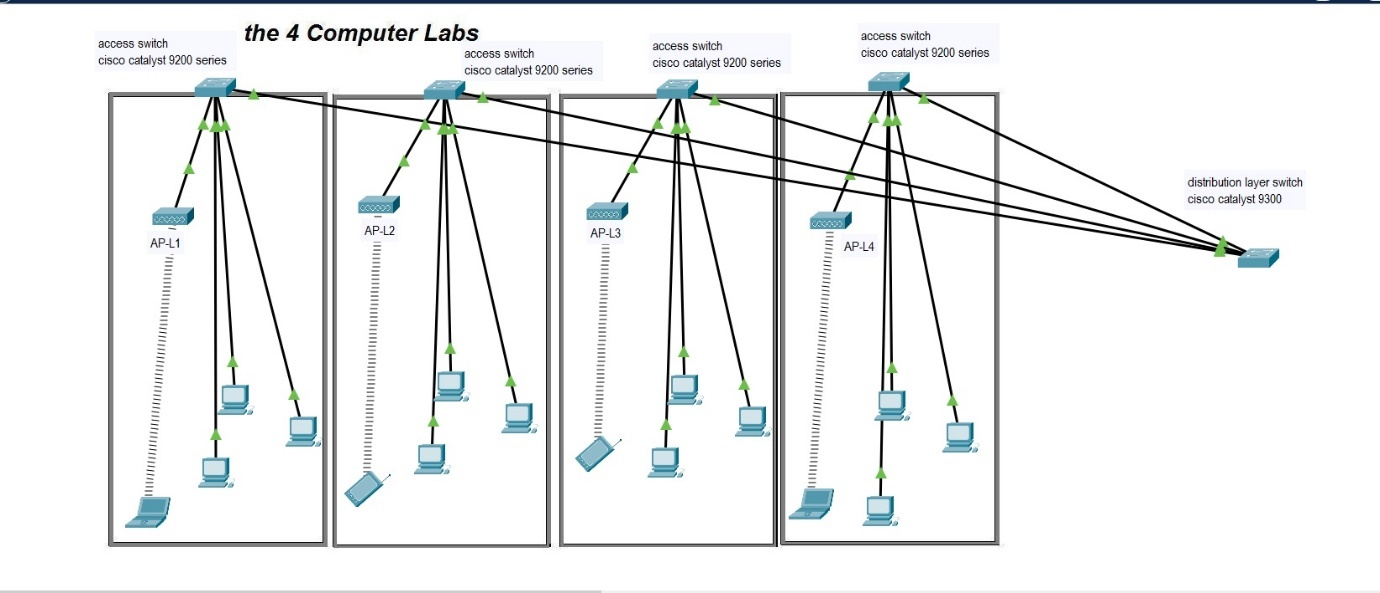 the 4 Computer Labs
access switch
cisco catalyst 9200 series
access switch
cisco catalyst 9200 series
access switch
cisco catalyst 9200 series
access switch
cisco catalyst 9200 series
distribution layer switch
cisco catalyst 9300
AP-L1
AP-L2
AP-L3
AP-L4